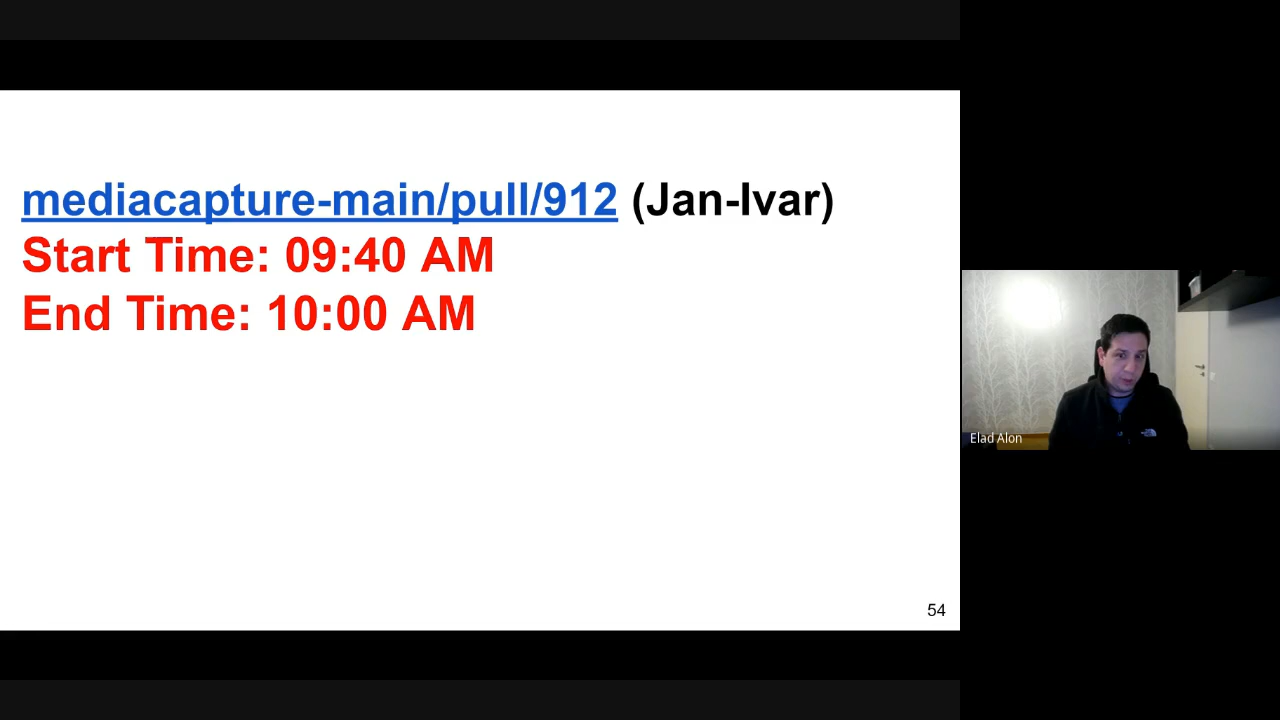 mediacapture-main/pull/912 (Jan-Ivar)
Start Time: 09:40 AM
End Time: 10:00 AM
54
Elad Alon